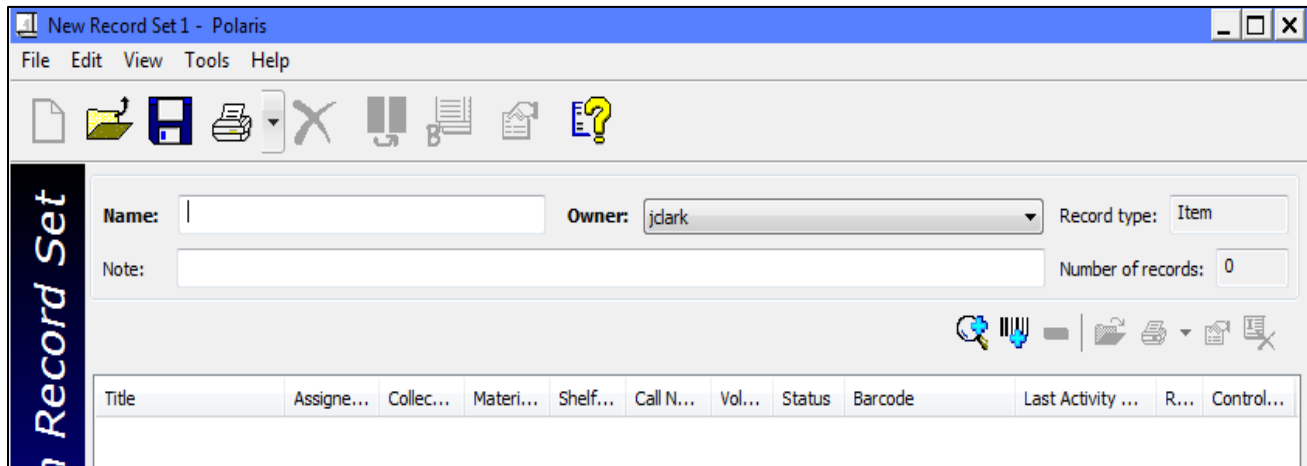 New Record Set 1 - Polaris
File Edit View Tools Help
B
Name:
Owner: jclark
Record type: Item
Note:
Number of records: 0
Record Set
Title Assigne... Collec... Materi... Shelf... Call N... Vol... Status Barcode Last Activity ... R... Control...